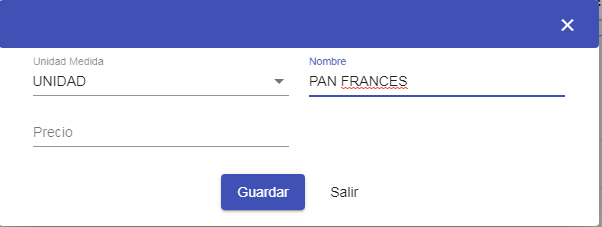 Unidad Medida
UNIDAD
Nombre
PAN FRANCES
Precio
Guardar
Salir